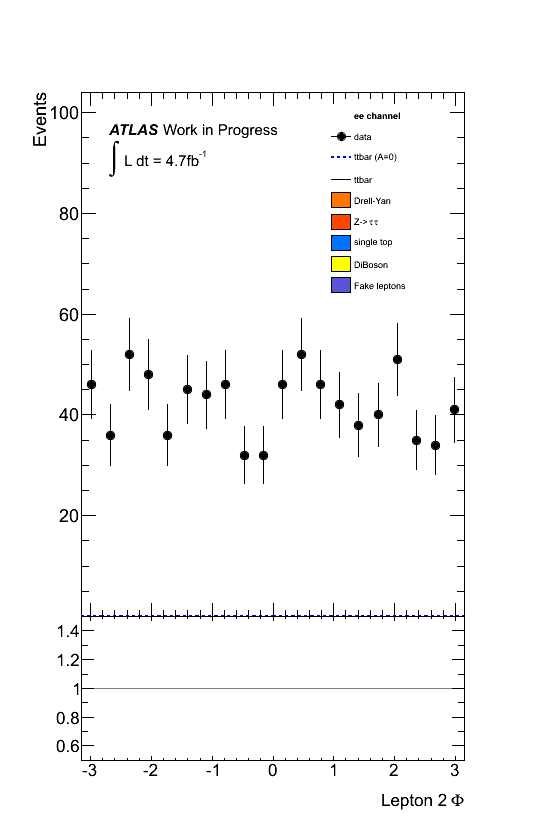 Events
100
80
60
40
20
ATLAS Work in Progress
∫ L dt = 4.7fb⁻¹
ee channel
data
ttbar (A=0)
ttbar
Drell-Yan
Z->ττ
single top
DiBoson
Fake leptons
1.4
1.2
1
0.8
0.6
-3 -2 -1 0 1 2 3
Lepton 2 Φ